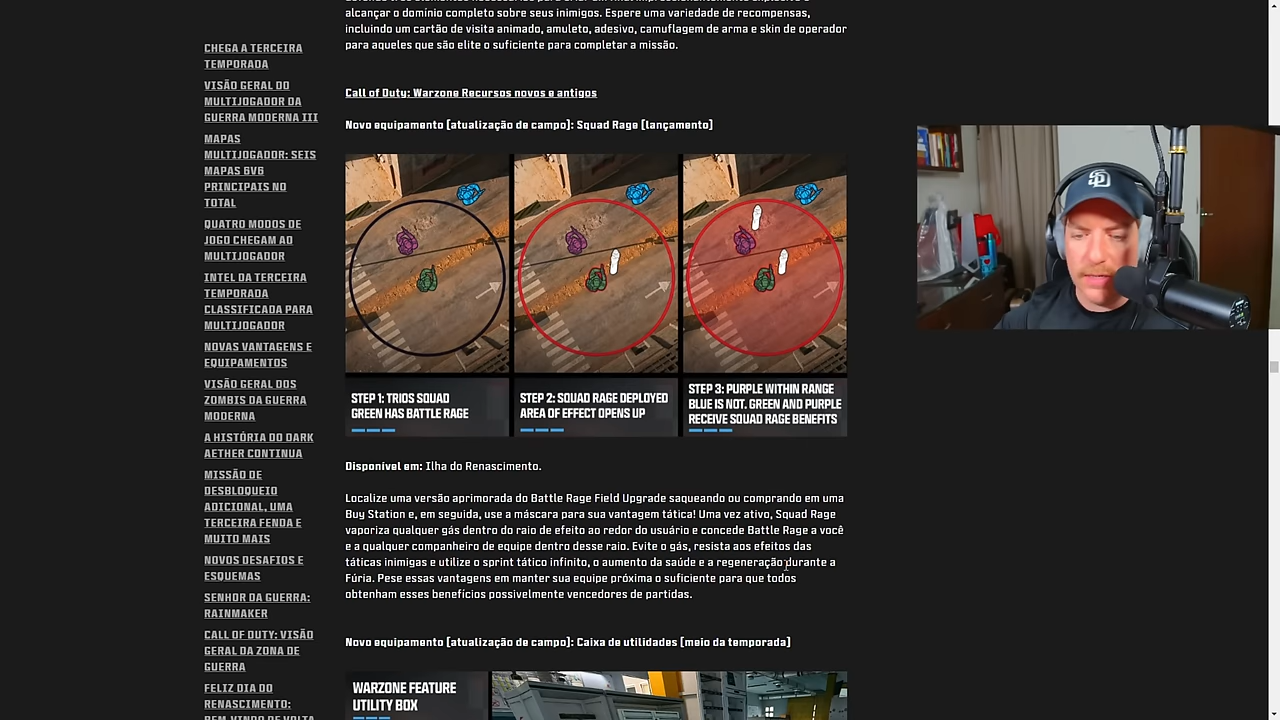 defenda três elementos necessários para criar um final impressionantemente explosivo e
alcançar o domínio completo sobre seus inimigos. Espere uma variedade de recompensas,
incluindo um cartão de visita animado, amuleto, adesivo, camuflagem de arma e skin de operador
para aqueles que são elite o suficiente para completar a missão.
CHEGA A TERCEIRA
TEMPORADA
VISÃO GERAL DO
MULTIJOGADOR DA
GUERRA MODERNA III
MAPAS
MULTIJOGADOR: SEIS
MAPAS 6V6
PRINCIPAIS NO
TOTAL
QUATRO MODOS DE
JOGO CHEGAM AO
MULTIJOGADOR
INTEL DA TERCEIRA
TEMPORADA
CLASSIFICADA PARA
MULTIJOGADOR
NOVAS VANTAGENS E
EQUIPAMENTOS
VISÃO GERAL DOS
ZOMBIS DA GUERRA
MODERNA
A HISTÓRIA DO DARK
AETHER CONTINUA
MISSÃO DE
DESBLOQUEIO
ADICIONAL, UMA
TERCEIRA FENDA E
MUITO MAIS
NOVOS DESAFIOS E
ESQUEMAS
SENHOR DA GUERRA:
RAINMAKER
CALL OF DUTY: VISÃO
GERAL DA ZONA DE
GUERRA
FELIZ DIA DO
RENASCIMENTO:
BEM-VINDO DE VOLTA
Call of Duty: Warzone Recursos novos e antigos
Novo equipamento [atualização de campo]: Squad Rage [lançamento]
STEP 1: TRIOS SQUAD
GREEN HAS BATTLE RAGE
STEP 2: SQUAD RAGE DEPLOYED
AREA OF EFFECT OPENS UP
STEP 3: PURPLE WITHIN RANGE
BLUE IS NOT. GREEN AND PURPLE
RECEIVE SQUAD RAGE BENEFITS
Disponível em: Ilha do Renascimento.
Localize uma versão aprimorada do Battle Rage Field Upgrade saqueando ou comprando em uma
Buy Station e, em seguida, use a máscara para sua vantagem tática! Uma vez ativo, Squad Rage
vaporiza qualquer gás dentro do raio de efeito ao redor do usuário e concede Battle Rage a você
e a qualquer companheiro de equipe dentro desse raio. Evite o gás, resista aos efeitos das
táticas inimigas e utilize o sprint tático infinito, o aumento da saúde e a regeneração durante a
Fúria. Pese essas vantagens em manter sua equipe próxima o suficiente para que todos
obtenham esses benefícios possivelmente vencedores de partidas.
Novo equipamento [atualização de campo]: Caixa de utilidades [meio da temporada]
WARZONE FEATURE
UTILITY BOX
SD